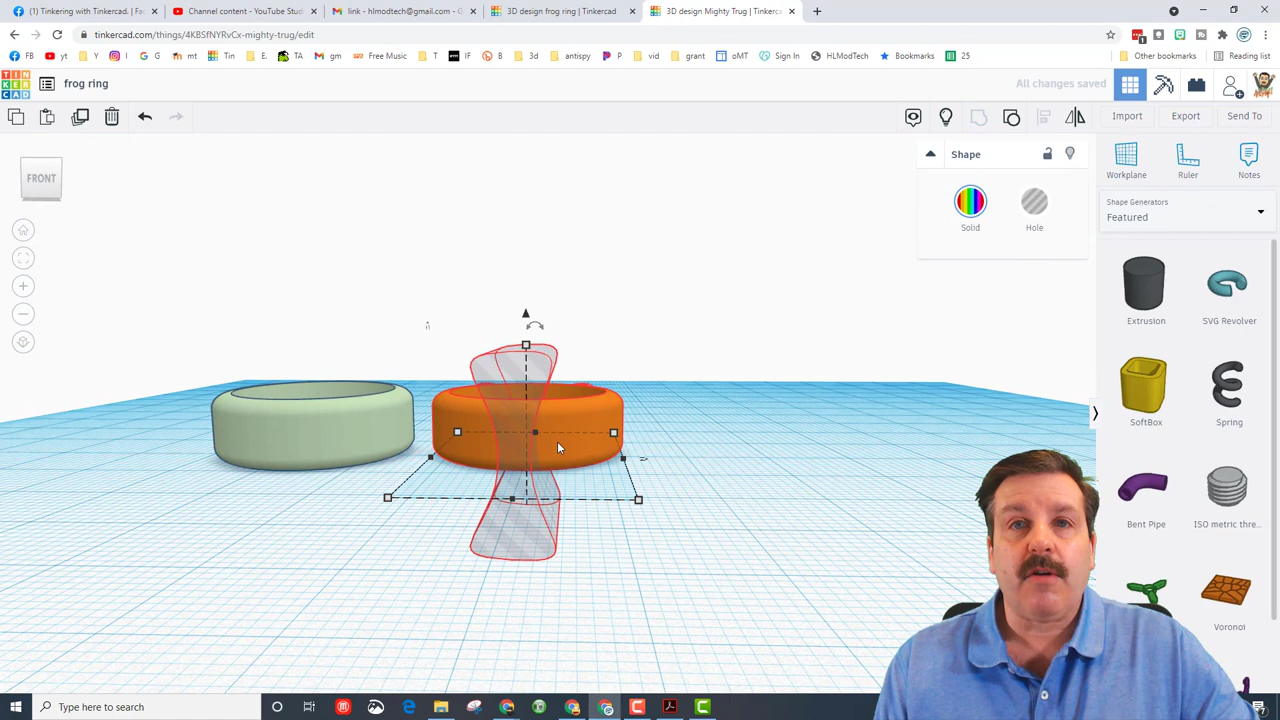 Tinkering with Tinkercad. | Fac
Channel content - YouTube Stud
link - hlmodtech@gmail.com - G
3D design frog ring | Tinkercad
3D design Mighty Trug | Tinkerc
tinkercad.com/things/4KBSfNYRvCx-mighty-trug/edit
FB yt Y I G mt Tin E TA gm Free Music T IF B 3d antispy P vid grant oMT Sign In HLModTech Bookmarks 25 Other bookmarks Reading list
TIN KER CAD
frog ring
All changes saved
Import Export Send To
FRONT
Shape
Solid Hole
Workplane Ruler Notes
Shape Generators
Featured
Extrusion SVG Revolver
SoftBox Spring
Bent Pipe ISO metric thre...
Voronoi
Type here to search